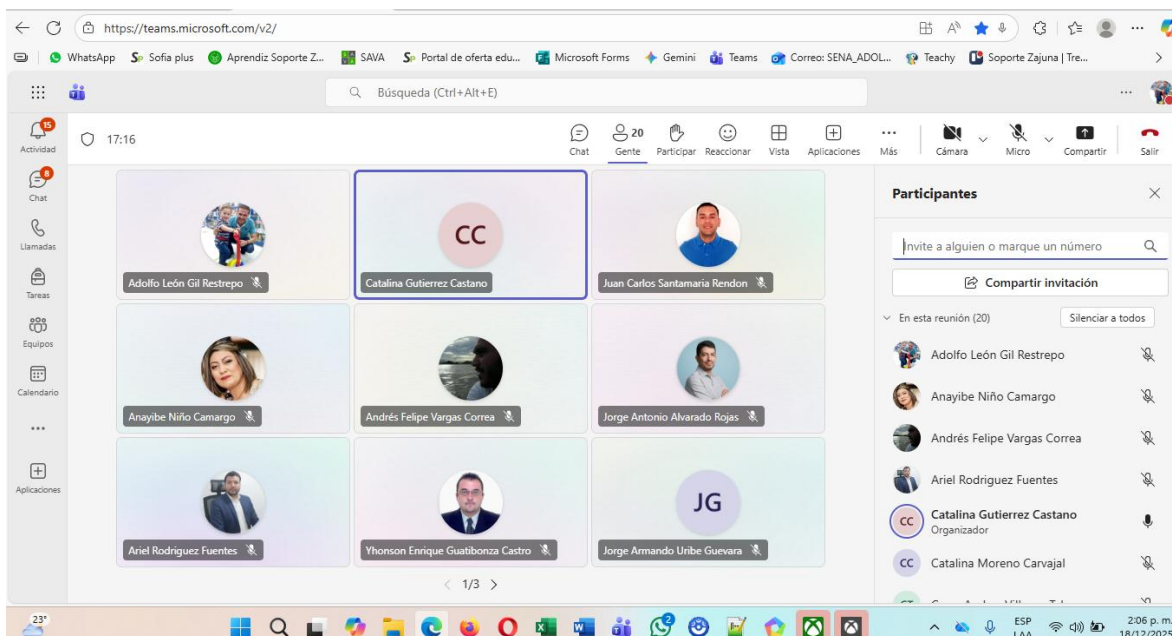 https://teams.microsoft.com/v2/
WhatsApp
Sofia plus
Aprendiz Soporte Z...
SAVA
Portal de oferta edu...
Microsoft Forms
Gemini
Teams
Correo: SENA_ADOL...
Teachy
Soporte Zajuna | Tre...
Búsqueda (Ctrl+Alt+E)
17:16
Chat
20
Gente
Participar
Reaccionar
Vista
Aplicaciones
Más
Cámara
Micro
Compartir
Salir
15
Actividad
8
Chat
Llamadas
Tareas
Equipos
Calendario
Aplicaciones
Adolfo León Gil Restrepo
CC
Catalina Gutierrez Castano
Juan Carlos Santamaria Rendon
Anayibe Niño Camargo
Andrés Felipe Vargas Correa
Jorge Antonio Alvarado Rojas
Ariel Rodriguez Fuentes
Yhonson Enrique Guatibonza Castro
JG
Jorge Armando Uribe Guevara
1/3
Participantes
Invite a alguien o marque un número
Compartir invitación
En esta reunión (20)
Silenciar a todos
Adolfo León Gil Restrepo
Anayibe Niño Camargo
Andrés Felipe Vargas Correa
Ariel Rodriguez Fuentes
CC
Catalina Gutierrez Castano
Organizador
CC
Catalina Moreno Carvajal
23°
2
ESP
LAA
2:06 p. m.